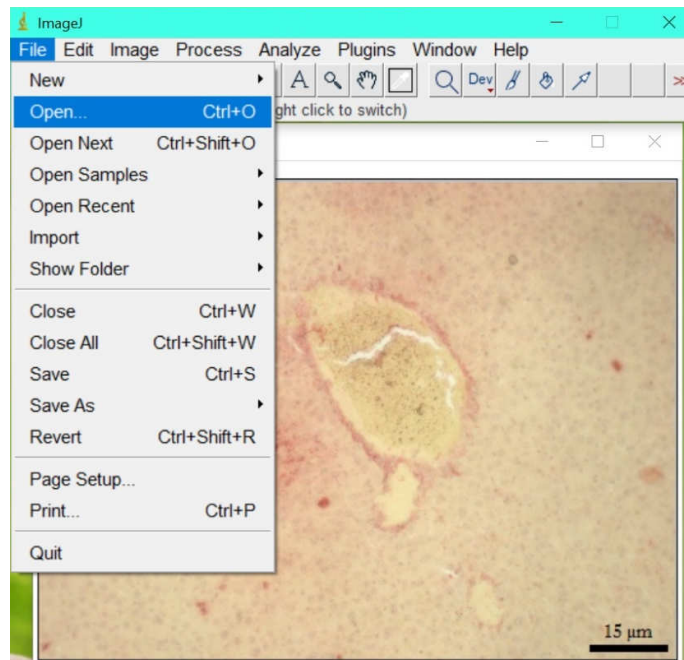 ImageJ
File Edit Image Process Analyze Plugins Window Help
A Dev
ght click to switch)
New
Open... Ctrl+O
Open Next Ctrl+Shift+O
Open Samples
Open Recent
Import
Show Folder
Close Ctrl+W
Close All Ctrl+Shift+W
Save Ctrl+S
Save As
Revert Ctrl+Shift+R
Page Setup...
Print... Ctrl+P
Quit
15 µm